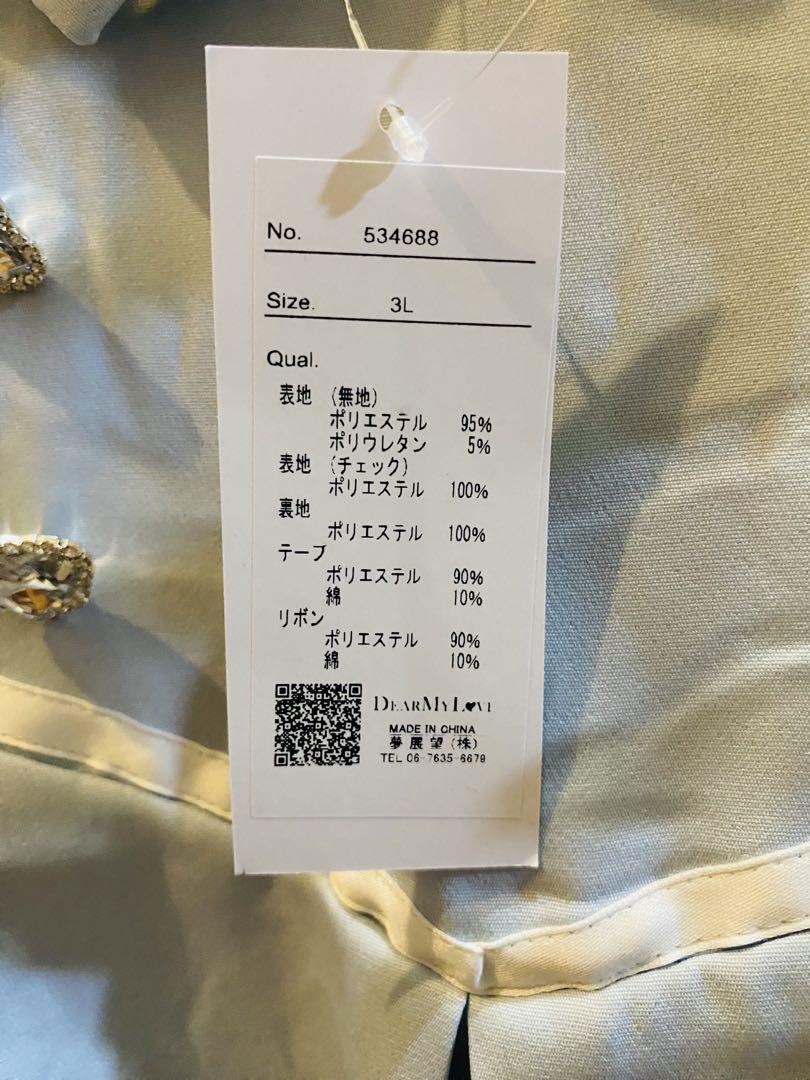 No. 534688
Size. 3L
Qual.
表地 (無地)
ポリエステル 95%
ポリウレタン 5%
表地 (チェック)
ポリエステル 100%
裏地
ポリエステル 100%
テープ
ポリエステル 90%
綿 10%
リボン
ポリエステル 90%
綿 10%
DEARMYL♥VE
MADE IN CHINA
夢展望(株)
TEL 06-7635-6679